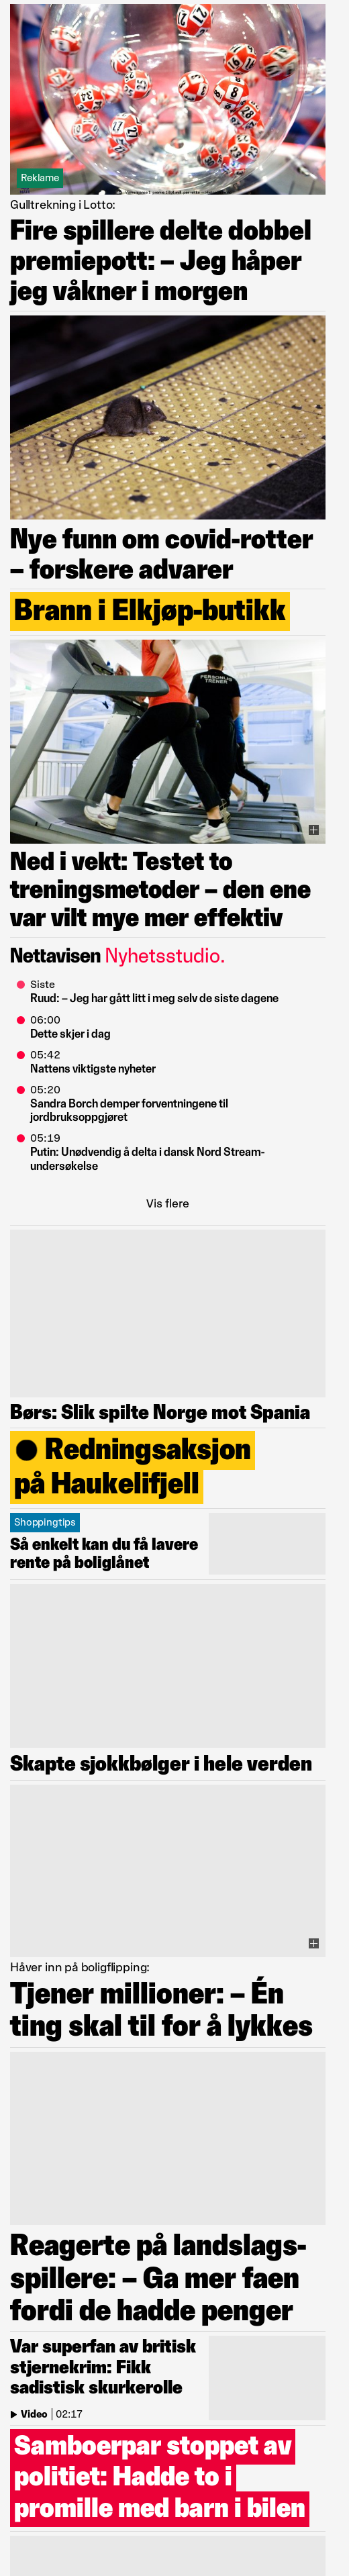 Reklame
Gulltrekning i Lotto:
Fire spillere delte dobbel
premiepott: – Jeg håper
jeg våkner i morgen
Nye funn om covid-rotter
– forskere advarer
Brann i Elkjøp-butikk
PERSONLIG
TRENER
Ned i vekt: Testet to
treningsmetoder – den ene
var vilt mye mer effektiv
Nettavisen Nyhetsstudio.
Siste
Ruud: – Jeg har gått litt i meg selv de siste dagene
06:00
Dette skjer i dag
05:42
Nattens viktigste nyheter
05:20
Sandra Borch demper forventningene til
jordbruksoppgjøret
05:19
Putin: Unødvendig å delta i dansk Nord Stream-
undersøkelse
Vis flere
Børs: Slik spilte Norge mot Spania
Redningsaksjon
på Haukelifjell
Shoppingtips
Så enkelt kan du få lavere
rente på boliglånet
Skapte sjokkbølger i hele verden
Håver inn på boligflipping:
Tjener millioner: – Én
ting skal til for å lykkes
Reagerte på landslags-
spillere: – Ga mer faen
fordi de hadde penger
Var superfan av britisk
stjernekrim: Fikk
sadistisk skurkerolle
Video | 02:17
Samboerpar stoppet av
politiet: Hadde to i
promille med barn i bilen